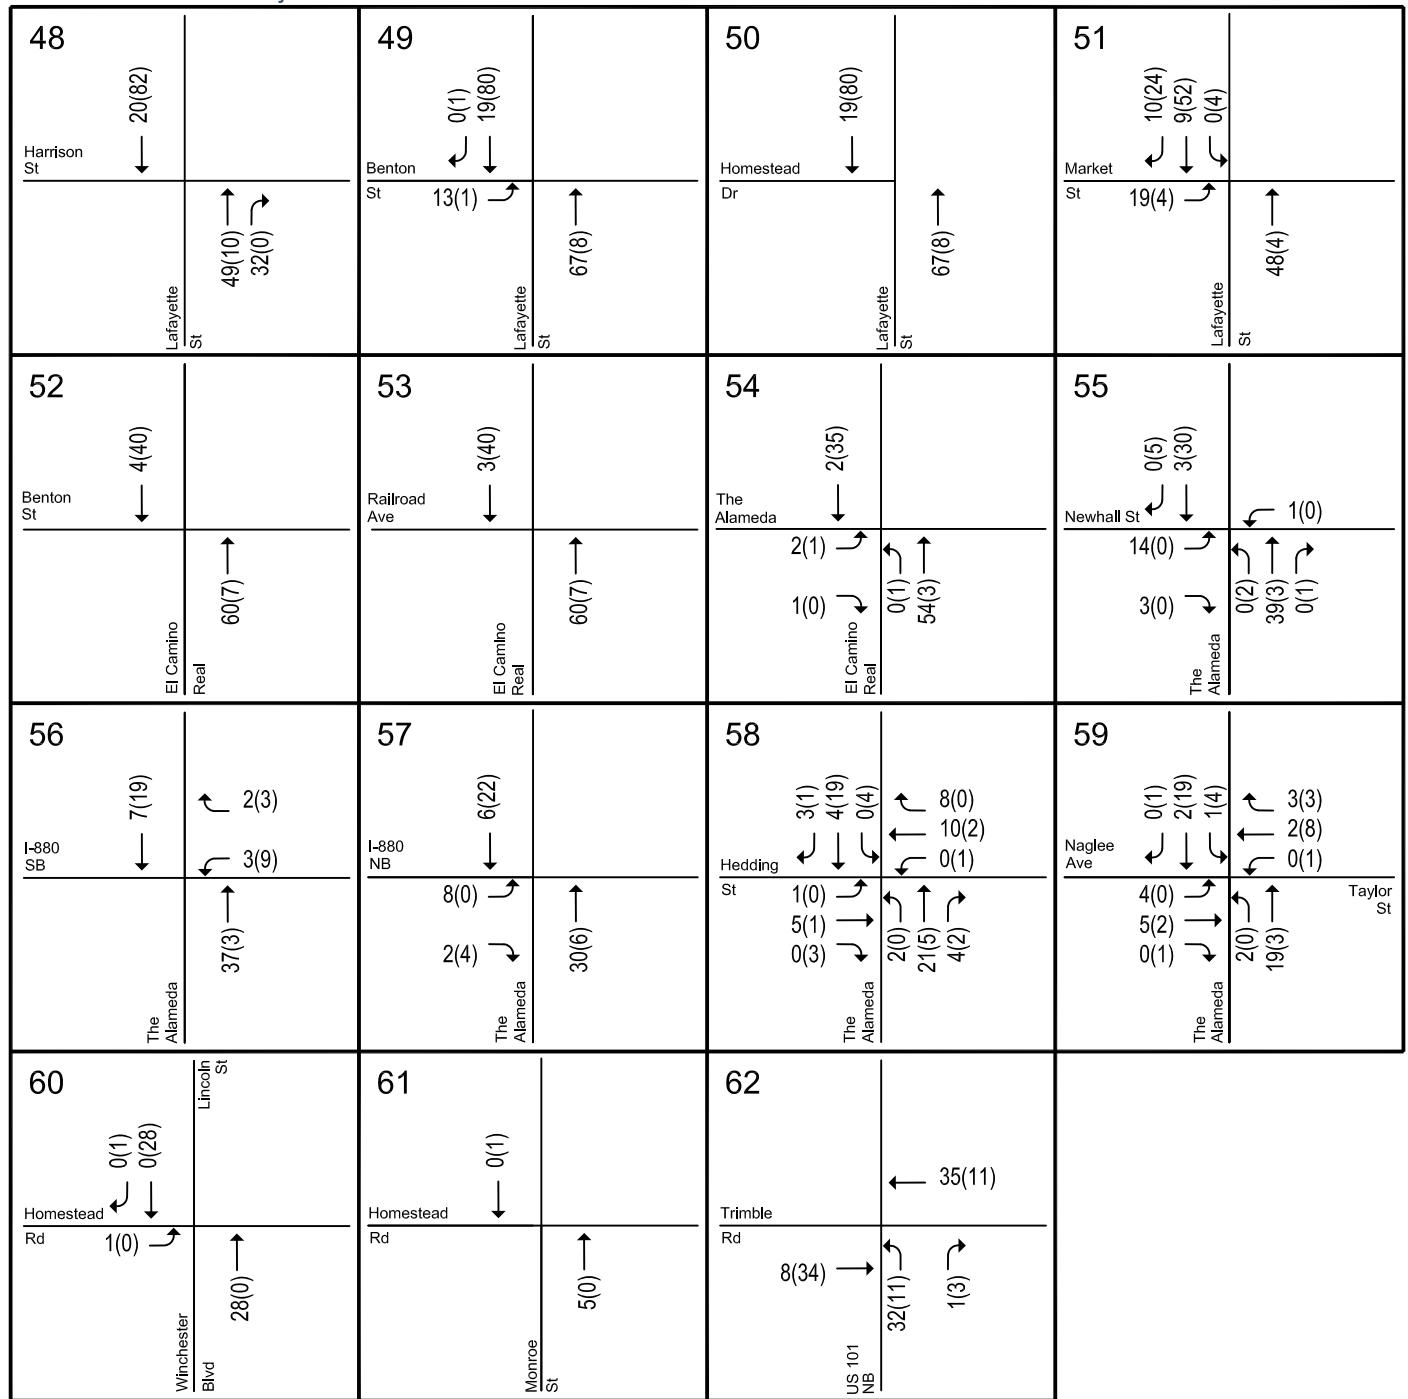 48
20(82)
Harrison
St
49(10)
32(0)
Lafayette
St
49
0(1)
19(80)
Benton
St
13(1)
67(8)
Lafayette
St
50
19(80)
Homestead
Dr
67(8)
Lafayette
St
51
10(24)
9(52)
0(4)
Market
St
19(4)
48(4)
Lafayette
St
52
4(40)
Benton
St
60(7)
El Camino
Real
53
3(40)
Railroad
Ave
60(7)
El CamIno
Real
54
2(35)
The
Alameda
2(1)
1(0)
0(1)
54(3)
El Camino
Real
55
0(5)
3(30)
1(0)
Newhall St
14(0)
3(0)
0(2)
39(3)
0(1)
The
Alameda
56
7(19)
2(3)
3(9)
I-880
SB
37(3)
The
Alameda
57
6(22)
I-880
NB
8(0)
2(4)
30(6)
The
Alameda
58
3(1)
4(19)
0(4)
8(0)
10(2)
0(1)
Hedding
St
1(0)
5(1)
0(3)
2(0)
21(5)
4(2)
The
Alameda
59
0(1)
2(19)
1(4)
3(3)
2(8)
0(1)
Naglee
Ave
Taylor
St
4(0)
5(2)
0(1)
2(0)
19(3)
The
Alameda
60
Lincoln
St
0(1)
0(28)
Homestead
Rd
1(0)
28(0)
Winchester
Blvd
61
0(1)
Homestead
Rd
5(0)
Monroe
St
62
35(11)
Trimble
Rd
8(34)
32(11)
1(3)
US 101
NB